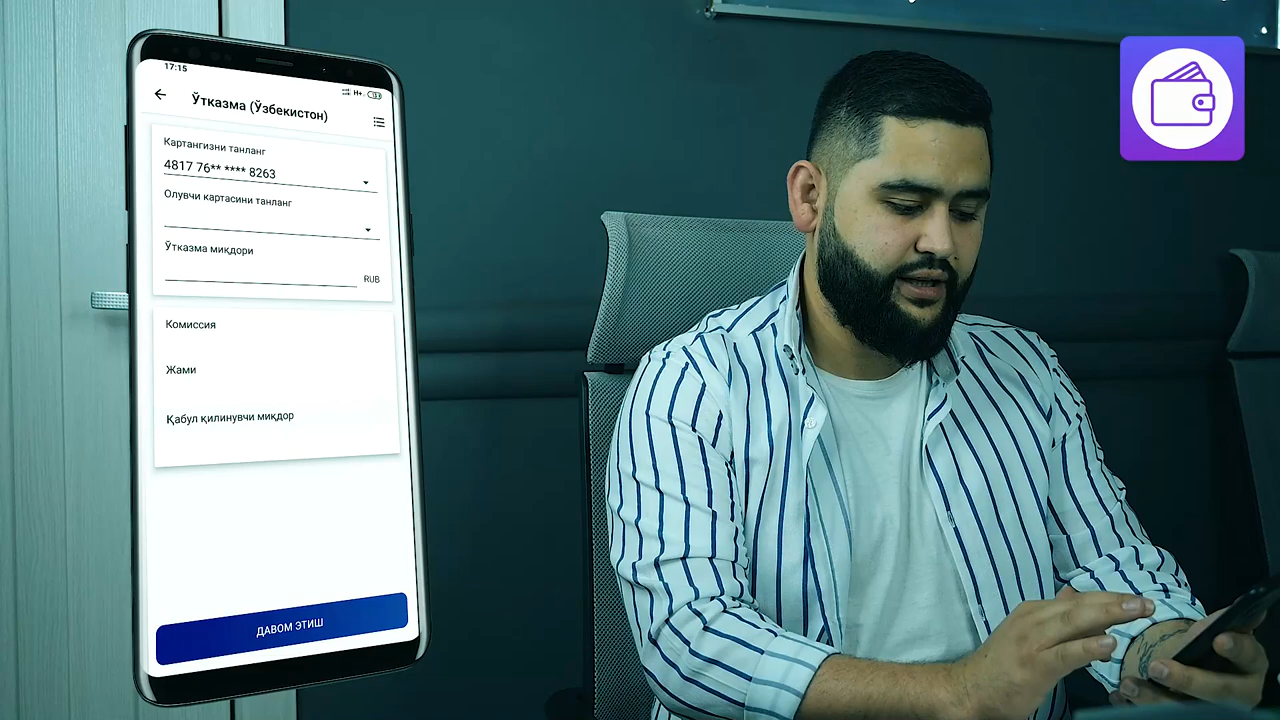 17:15
H+
Ўтказма (Ўзбекистон)
Картангизни танланг
4817 76** **** 8263
Олувчи картасини танланг
Ўтказма миқдори
RUB
Комиссия
Жами
Қабул қилинувчи миқдор
ДАВОМ ЭТИШ